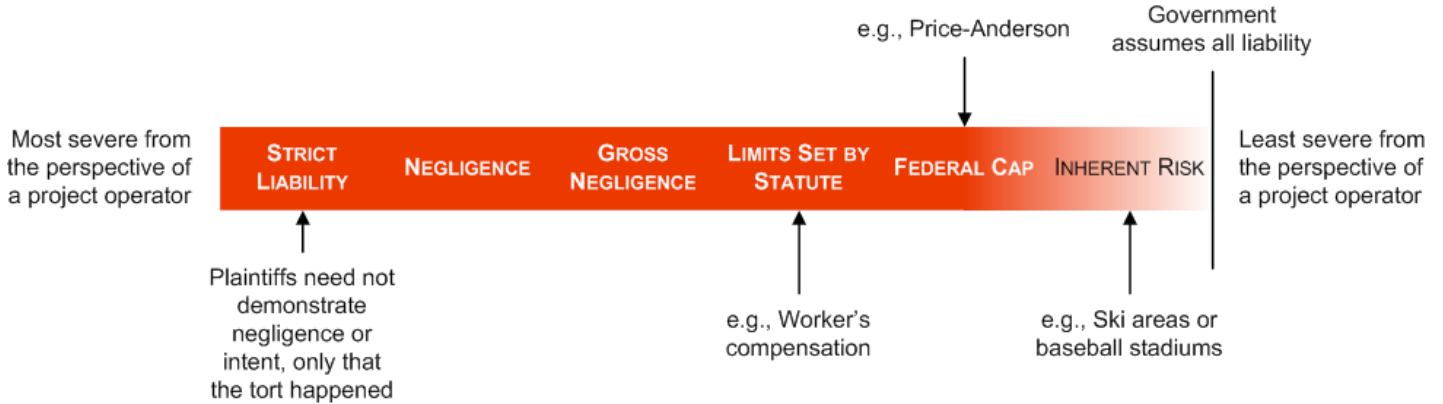 e.g., Price-Anderson
Government
assumes all liability
Most severe from
the perspective of
a project operator
STRICT
LIABILITY
NEGLIGENCE
GROSS
NEGLIGENCE
LIMITS SET BY
STATUTE
FEDERAL CAP
INHERENT RISK
Least severe from
the perspective of
a project operator
Plaintiffs need not
demonstrate
negligence or
intent, only that
the tort happened
e.g., Worker's
compensation
e.g., Ski areas or
baseball stadiums